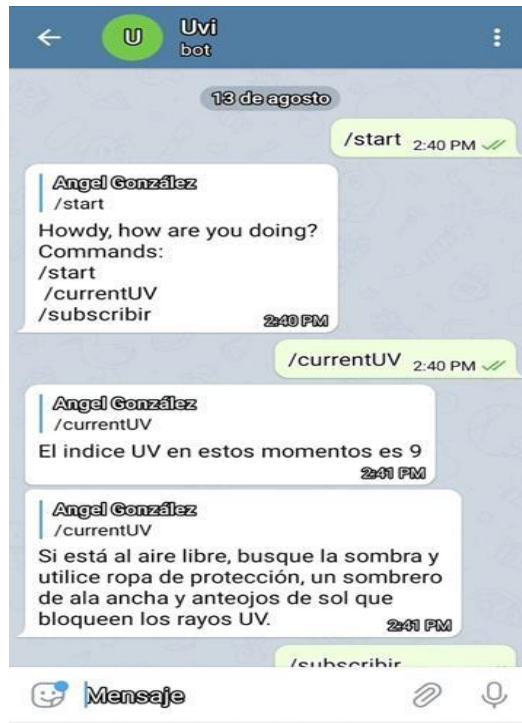 U
Uvi
bot
13 de agosto
/start 2:40 PM
Angel González
/start
Howdy, how are you doing?
Commands:
/start
/currentUV
/subscribir
2:40 PM
/currentUV 2:40 PM
Angel González
/currentUV
El indice UV en estos momentos es 9
2:41 PM
Angel González
/currentUV
Si está al aire libre, busque la sombra y
utilice ropa de protección, un sombrero
de ala ancha y anteojos de sol que
bloqueen los rayos UV.
2:41 PM
/subscribir
Mensaje